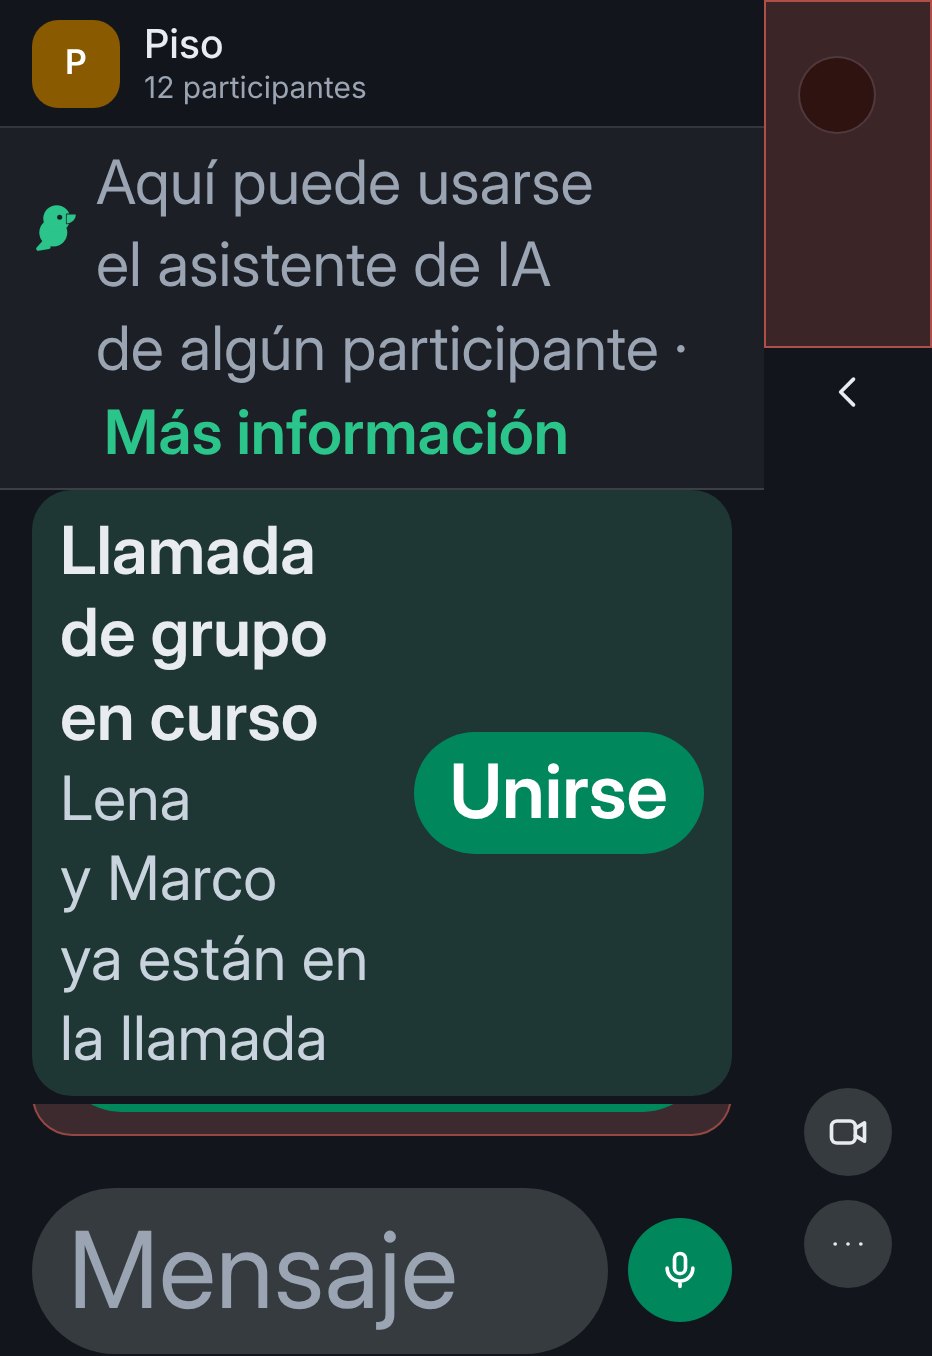 P
Piso
12 participantes
Aquí puede usarse
el asistente de IA
de algún participante ·
Más información
Llamada
de grupo
en curso
Lena
y Marco
ya están en
la llamada
Unirse
Mensaje